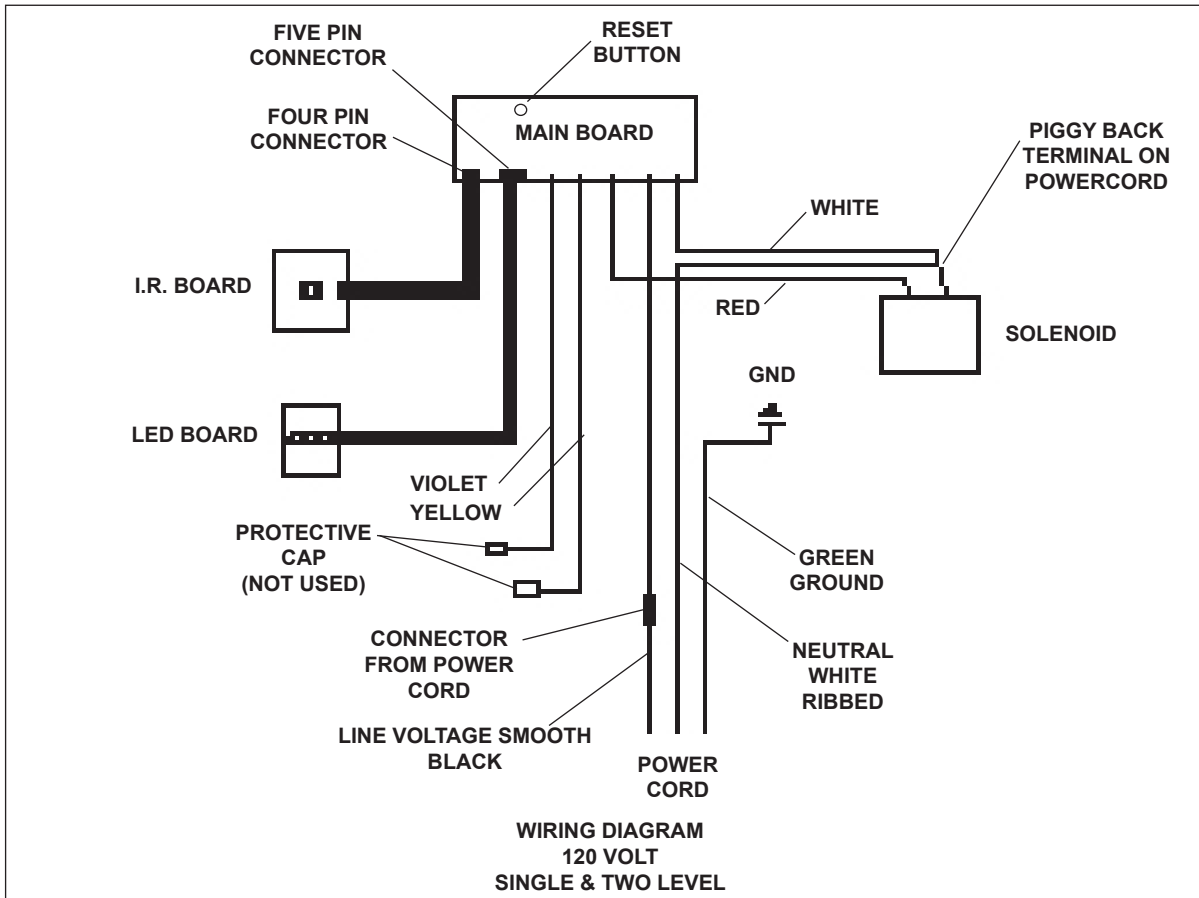 FIVE PIN
CONNECTOR
RESET
BUTTON
FOUR PIN
CONNECTOR
MAIN BOARD
PIGGY BACK
TERMINAL ON
POWERCORD
WHITE
I.R. BOARD
RED
SOLENOID
GND
LED BOARD
VIOLET
YELLOW
PROTECTIVE
CAP
(NOT USED)
GREEN
GROUND
CONNECTOR
FROM POWER
CORD
NEUTRAL
WHITE
RIBBED
LINE VOLTAGE SMOOTH
BLACK
POWER
CORD
WIRING DIAGRAM
120 VOLT
SINGLE & TWO LEVEL